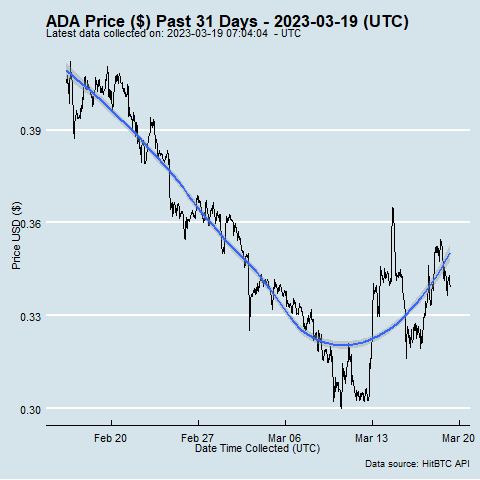 ADA Price ($) Past 31 Days - 2023-03-19 (UTC)
Latest data collected on: 2023-03-19 07:04:04 - UTC
0.39
0.36
0.33
0.30
Price USD ($)
Feb 20
Feb 27
Mar 06
Mar 13
Mar 20
Date Time Collected (UTC)
Data source: HitBTC API